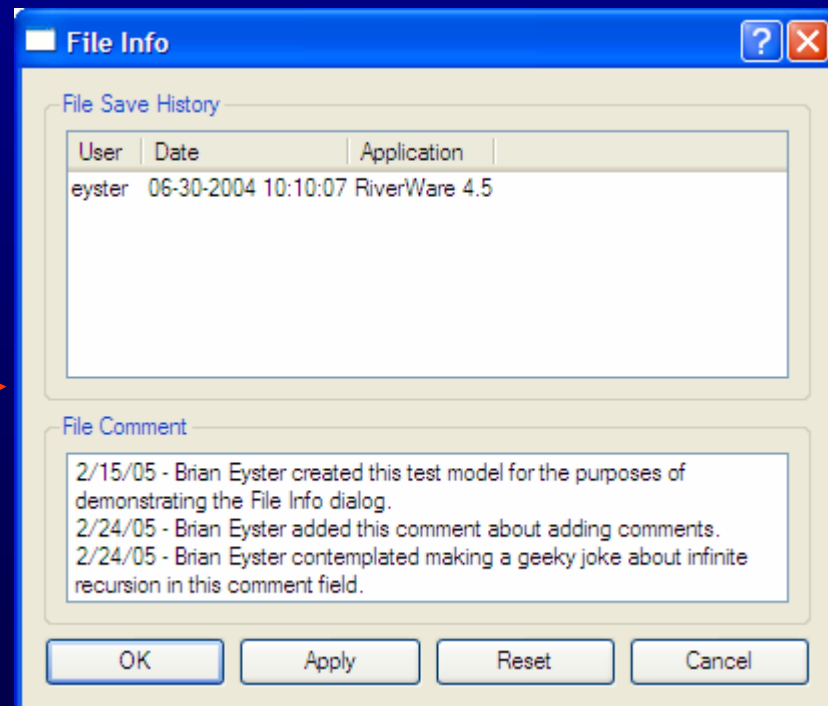 File Info
File Save History
User Date Application
eyster 06-30-2004 10:10:07 RiverWare 4.5
File Comment
2/15/05 - Brian Eyster created this test model for the purposes of
demonstrating the File Info dialog.
2/24/05 - Brian Eyster added this comment about adding comments.
2/24/05 - Brian Eyster contemplated making a geeky joke about infinite
recursion in this comment field.
OK Apply Reset Cancel